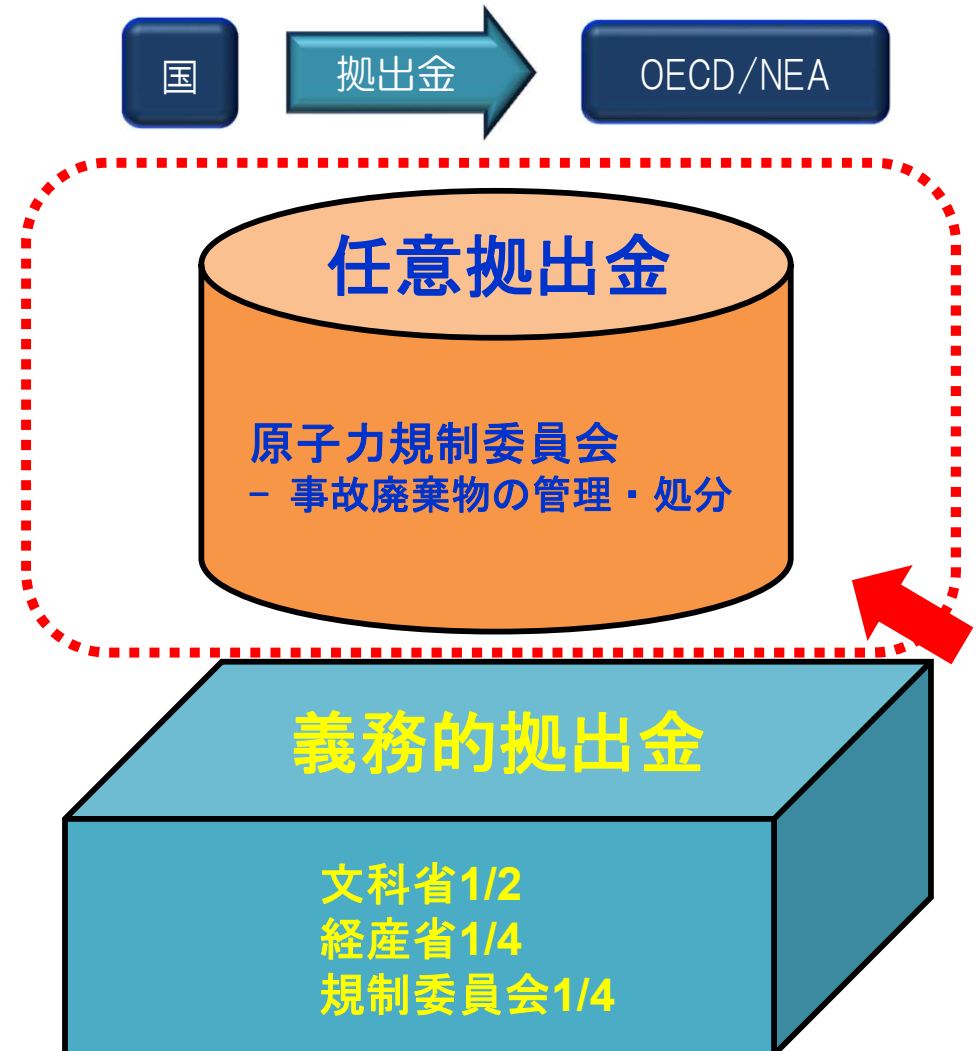 国
拠出金
OECD/NEA
任意拠出金
原子力規制委員会
- 事故廃棄物の管理・処分
義務的拠出金
文科省1/2
経産省1/4
規制委員会1/4